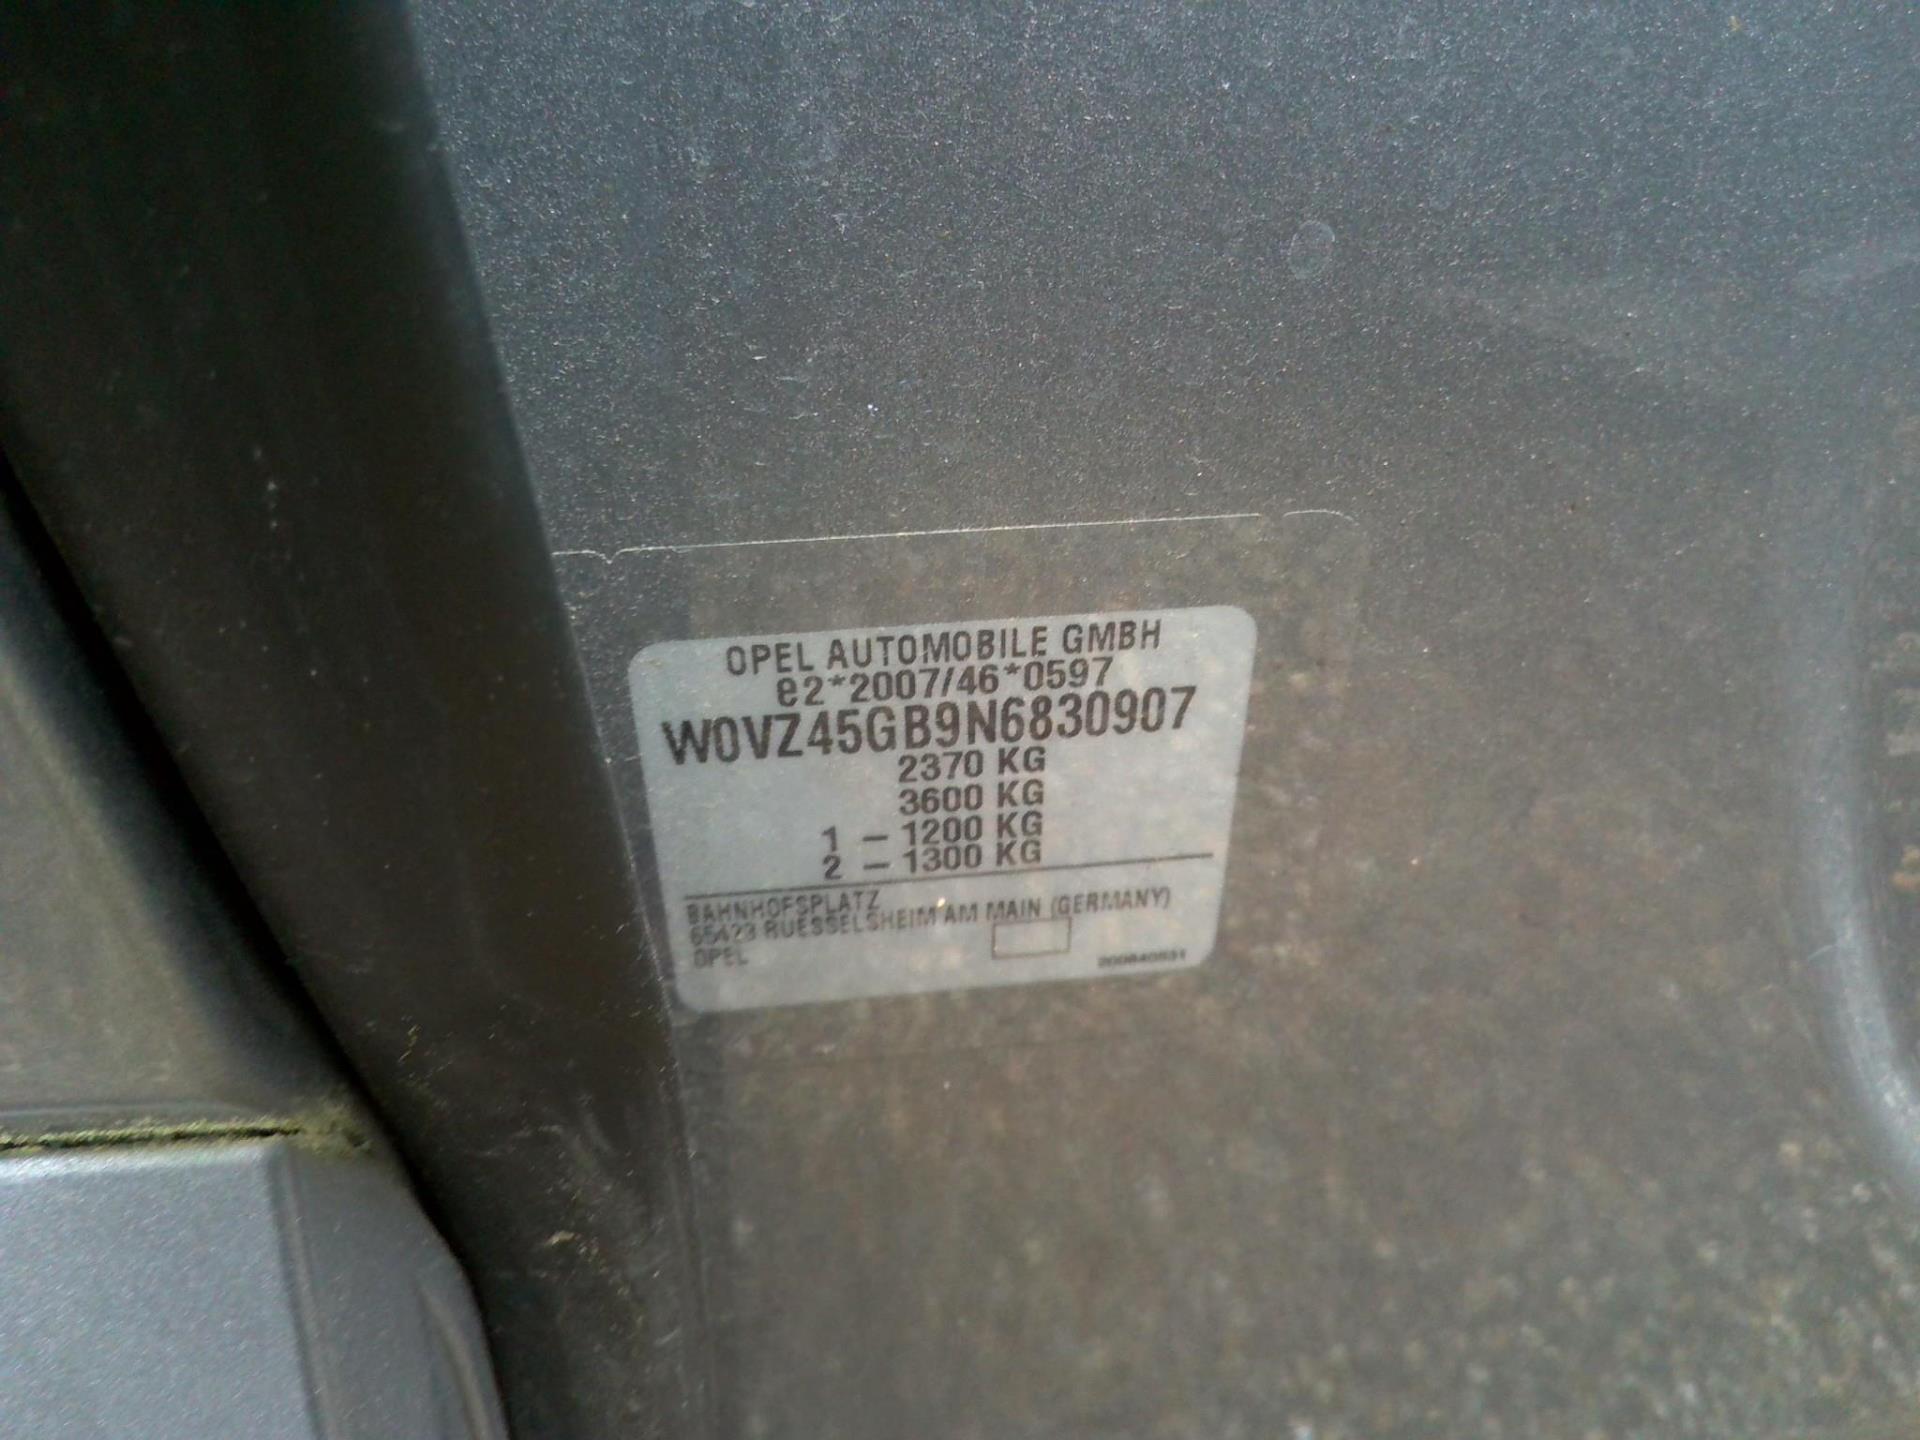 OPEL AUTOMOBILE GMBH
e2*2007/46*0597
W0VZ45GB9N6830907
2370 KG
3600 KG
1 – 1200 KG
2 – 1300 KG
BAHNHOFSPLATZ
65423 RUESSELSHEIM AM MAIN (GERMANY)
OPEL